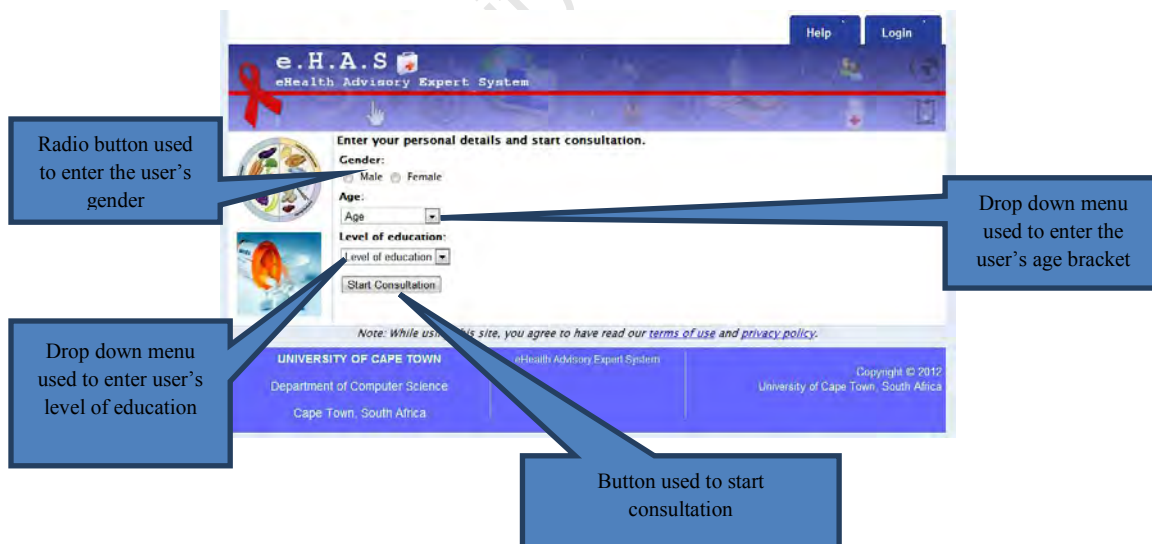 Help
Login
e.H.A.S
eHealth Advisory Expert System
Enter your personal details and start consultation.
Gender:
Male
Female
Age:
Age
Level of education:
Level of education
Start Consultation
Note: While using this site, you agree to have read our terms of use and privacy policy.
UNIVERSITY OF CAPE TOWN
Department of Computer Science
Cape Town, South Africa
eHealth Advisory Expert System
Copyright © 2012
University of Cape Town, South Africa
Radio button used
to enter the user's
gender
Drop down menu
used to enter the
user's age bracket
Drop down menu
used to enter user's
level of education
Button used to start
consultation